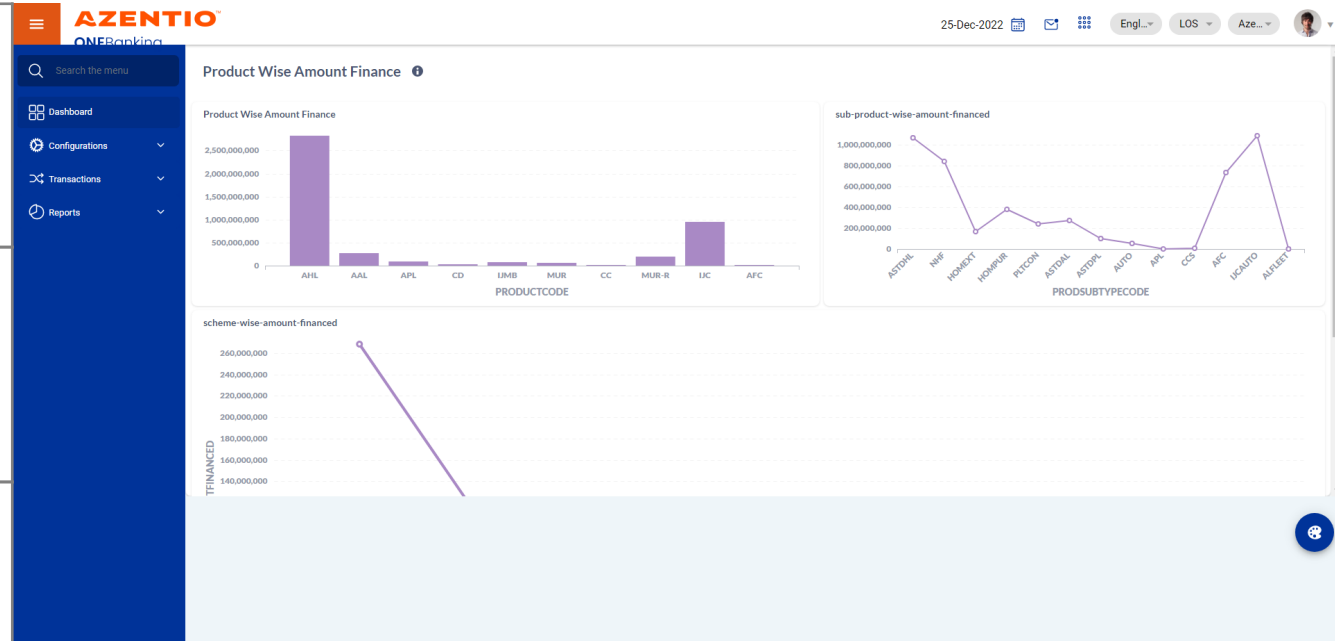 AZENTIO™
ONEBanking
25-Dec-2022
Engl...
LOS
Aze...
Search the menu
Dashboard
Configurations
Transactions
Reports
Product Wise Amount Finance
Product Wise Amount Finance
2,500,000,000
2,000,000,000
1,500,000,000
1,000,000,000
500,000,000
0
AHL AAL APL CD IJMB MUR CC MUR-R IJC AFC
PRODUCTCODE
sub-product-wise-amount-financed
1,000,000,000
800,000,000
600,000,000
400,000,000
200,000,000
0
ASTDHL NHF HOMEXT HOMPUR PLTCON ASTDAL ASTDPL AUTO APL CCS AFC IJCAUTO ALFLEET
PRODSUBTYPECODE
scheme-wise-amount-financed
260,000,000
240,000,000
220,000,000
200,000,000
180,000,000
160,000,000
140,000,000
TFINANCED